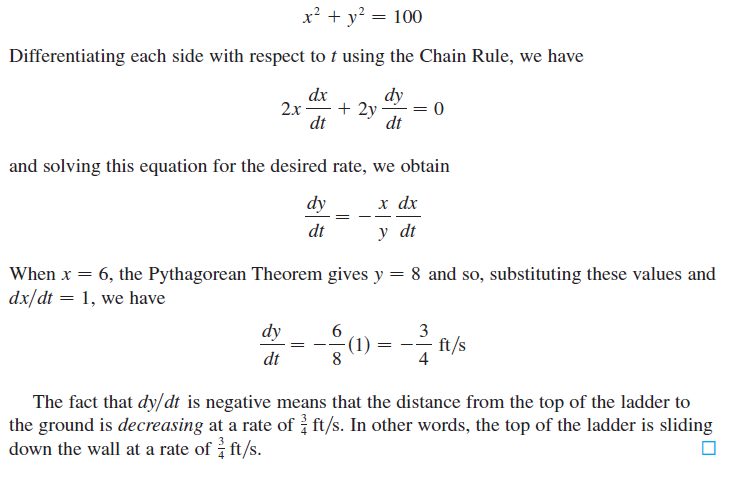 x² + y² = 100
Differentiating each side with respect to t using the Chain Rule, we have
2x dx/dt + 2y dy/dt = 0
and solving this equation for the desired rate, we obtain
dy/dt = −x/y dx/dt
When x = 6, the Pythagorean Theorem gives y = 8 and so, substituting these values and
dx/dt = 1, we have
dy/dt = −6/8(1) = −3/4 ft/s
The fact that dy/dt is negative means that the distance from the top of the ladder to
the ground is decreasing at a rate of 3/4 ft/s. In other words, the top of the ladder is sliding
down the wall at a rate of 3/4 ft/s.